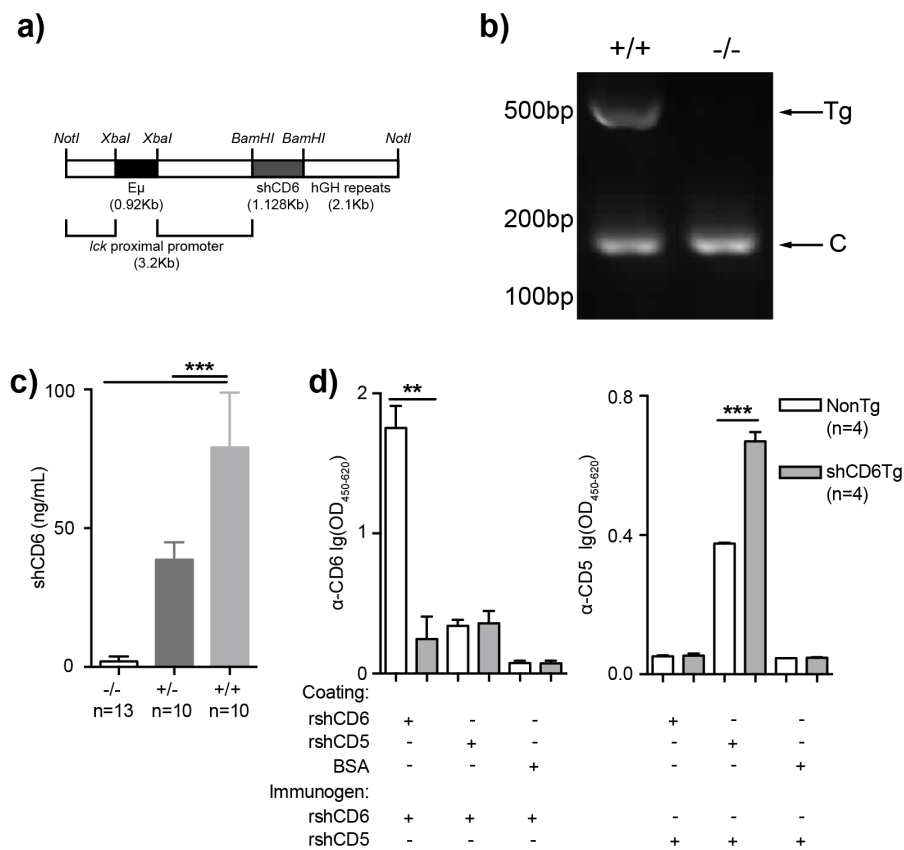 a)
NotI XbaI XbaI BamHI BamHI NotI
Eµ shCD6 hGH repeats
(0.92Kb) (1.128Kb) (2.1Kb)
lck proximal promoter
(3.2Kb)
b)
+/+ -/-
500bp Tg
200bp
C
100bp
c)
shCD6 (ng/mL)
***
100
50
0
-/- +/- +/+
n=13 n=10 n=10
d)
α-CD6 Ig(OD450-620)
**
2
1
0
α-CD5 Ig(OD450-620)
***
0.8
0.4
0.0
NonTg
(n=4)
shCD6Tg
(n=4)
Coating:
rshCD6 + - - + - -
rshCD5 - + - - + -
BSA - - + - - +
Immunogen:
rshCD6 + + + - - -
rshCD5 - - - + + +